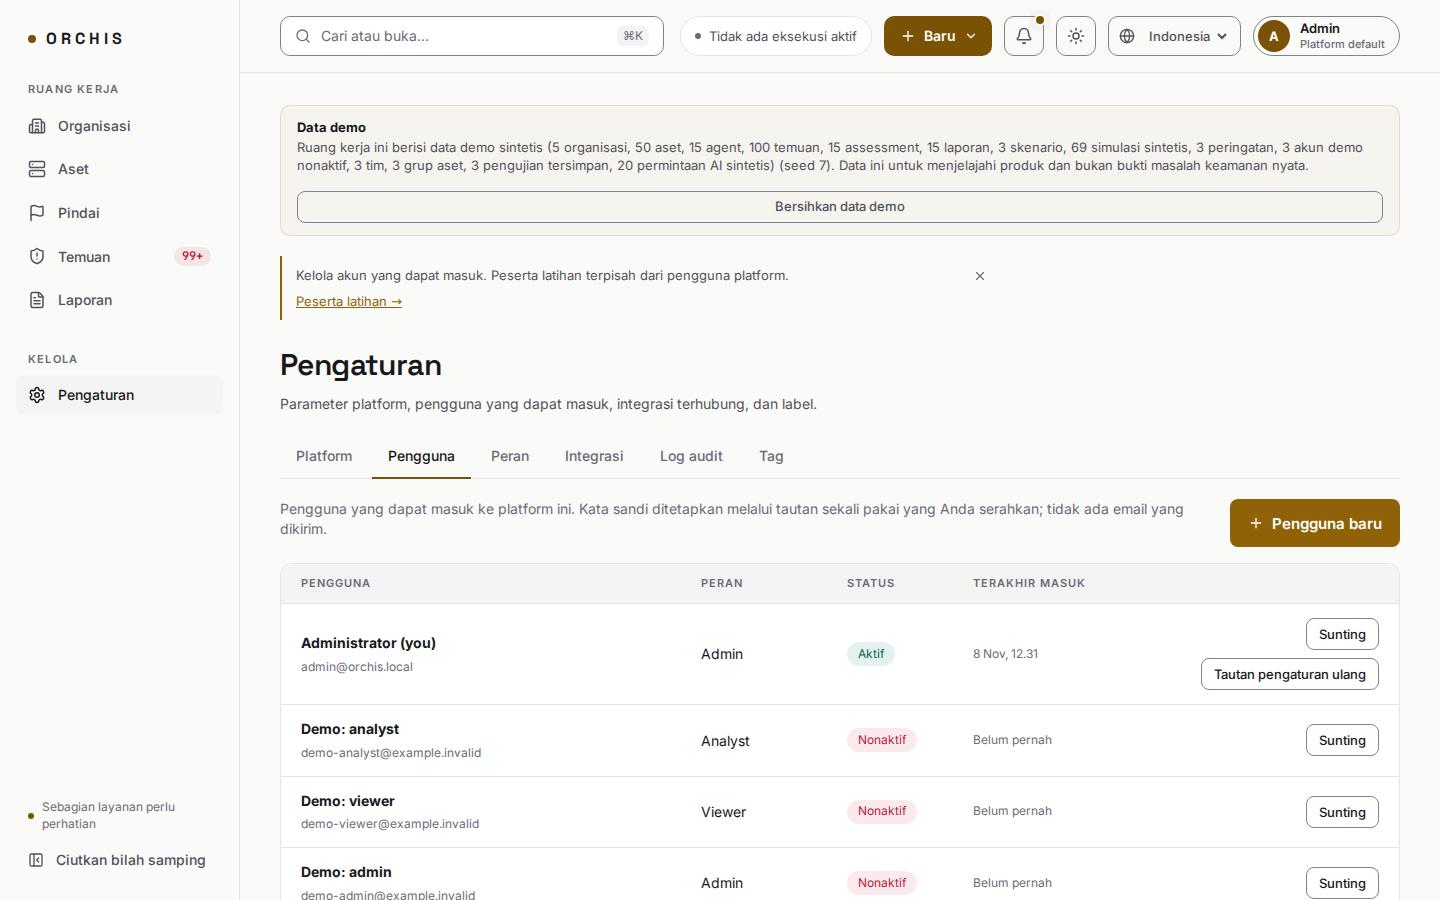 ORCHIS
RUANG KERJA
Organisasi
Aset
Pindai
Temuan
99+
Laporan
KELOLA
Pengaturan
Sebagian layanan perlu
perhatian
Ciutkan bilah samping
Cari atau buka...
⌘K
Tidak ada eksekusi aktif
Baru
Indonesia
A
Admin
Platform default
Data demo
Ruang kerja ini berisi data demo sintetis (5 organisasi, 50 aset, 15 agent, 100 temuan, 15 assessment, 15 laporan, 3 skenario, 69 simulasi sintetis, 3 peringatan, 3 akun demo
nonaktif, 3 tim, 3 grup aset, 3 pengujian tersimpan, 20 permintaan AI sintetis) (seed 7). Data ini untuk menjelajahi produk dan bukan bukti masalah keamanan nyata.
Bersihkan data demo
Kelola akun yang dapat masuk. Peserta latihan terpisah dari pengguna platform.
Peserta latihan →
Pengaturan
Parameter platform, pengguna yang dapat masuk, integrasi terhubung, dan label.
Platform
Pengguna
Peran
Integrasi
Log audit
Tag
Pengguna yang dapat masuk ke platform ini. Kata sandi ditetapkan melalui tautan sekali pakai yang Anda serahkan; tidak ada email yang
dikirim.
+ Pengguna baru
PENGGUNA
PERAN
STATUS
TERAKHIR MASUK
Administrator (you)
admin@orchis.local
Admin
Aktif
8 Nov, 12.31
Sunting
Tautan pengaturan ulang
Demo: analyst
demo-analyst@example.invalid
Analyst
Nonaktif
Belum pernah
Sunting
Demo: viewer
demo-viewer@example.invalid
Viewer
Nonaktif
Belum pernah
Sunting
Demo: admin
demo-admin@example.invalid
Admin
Nonaktif
Belum pernah
Sunting